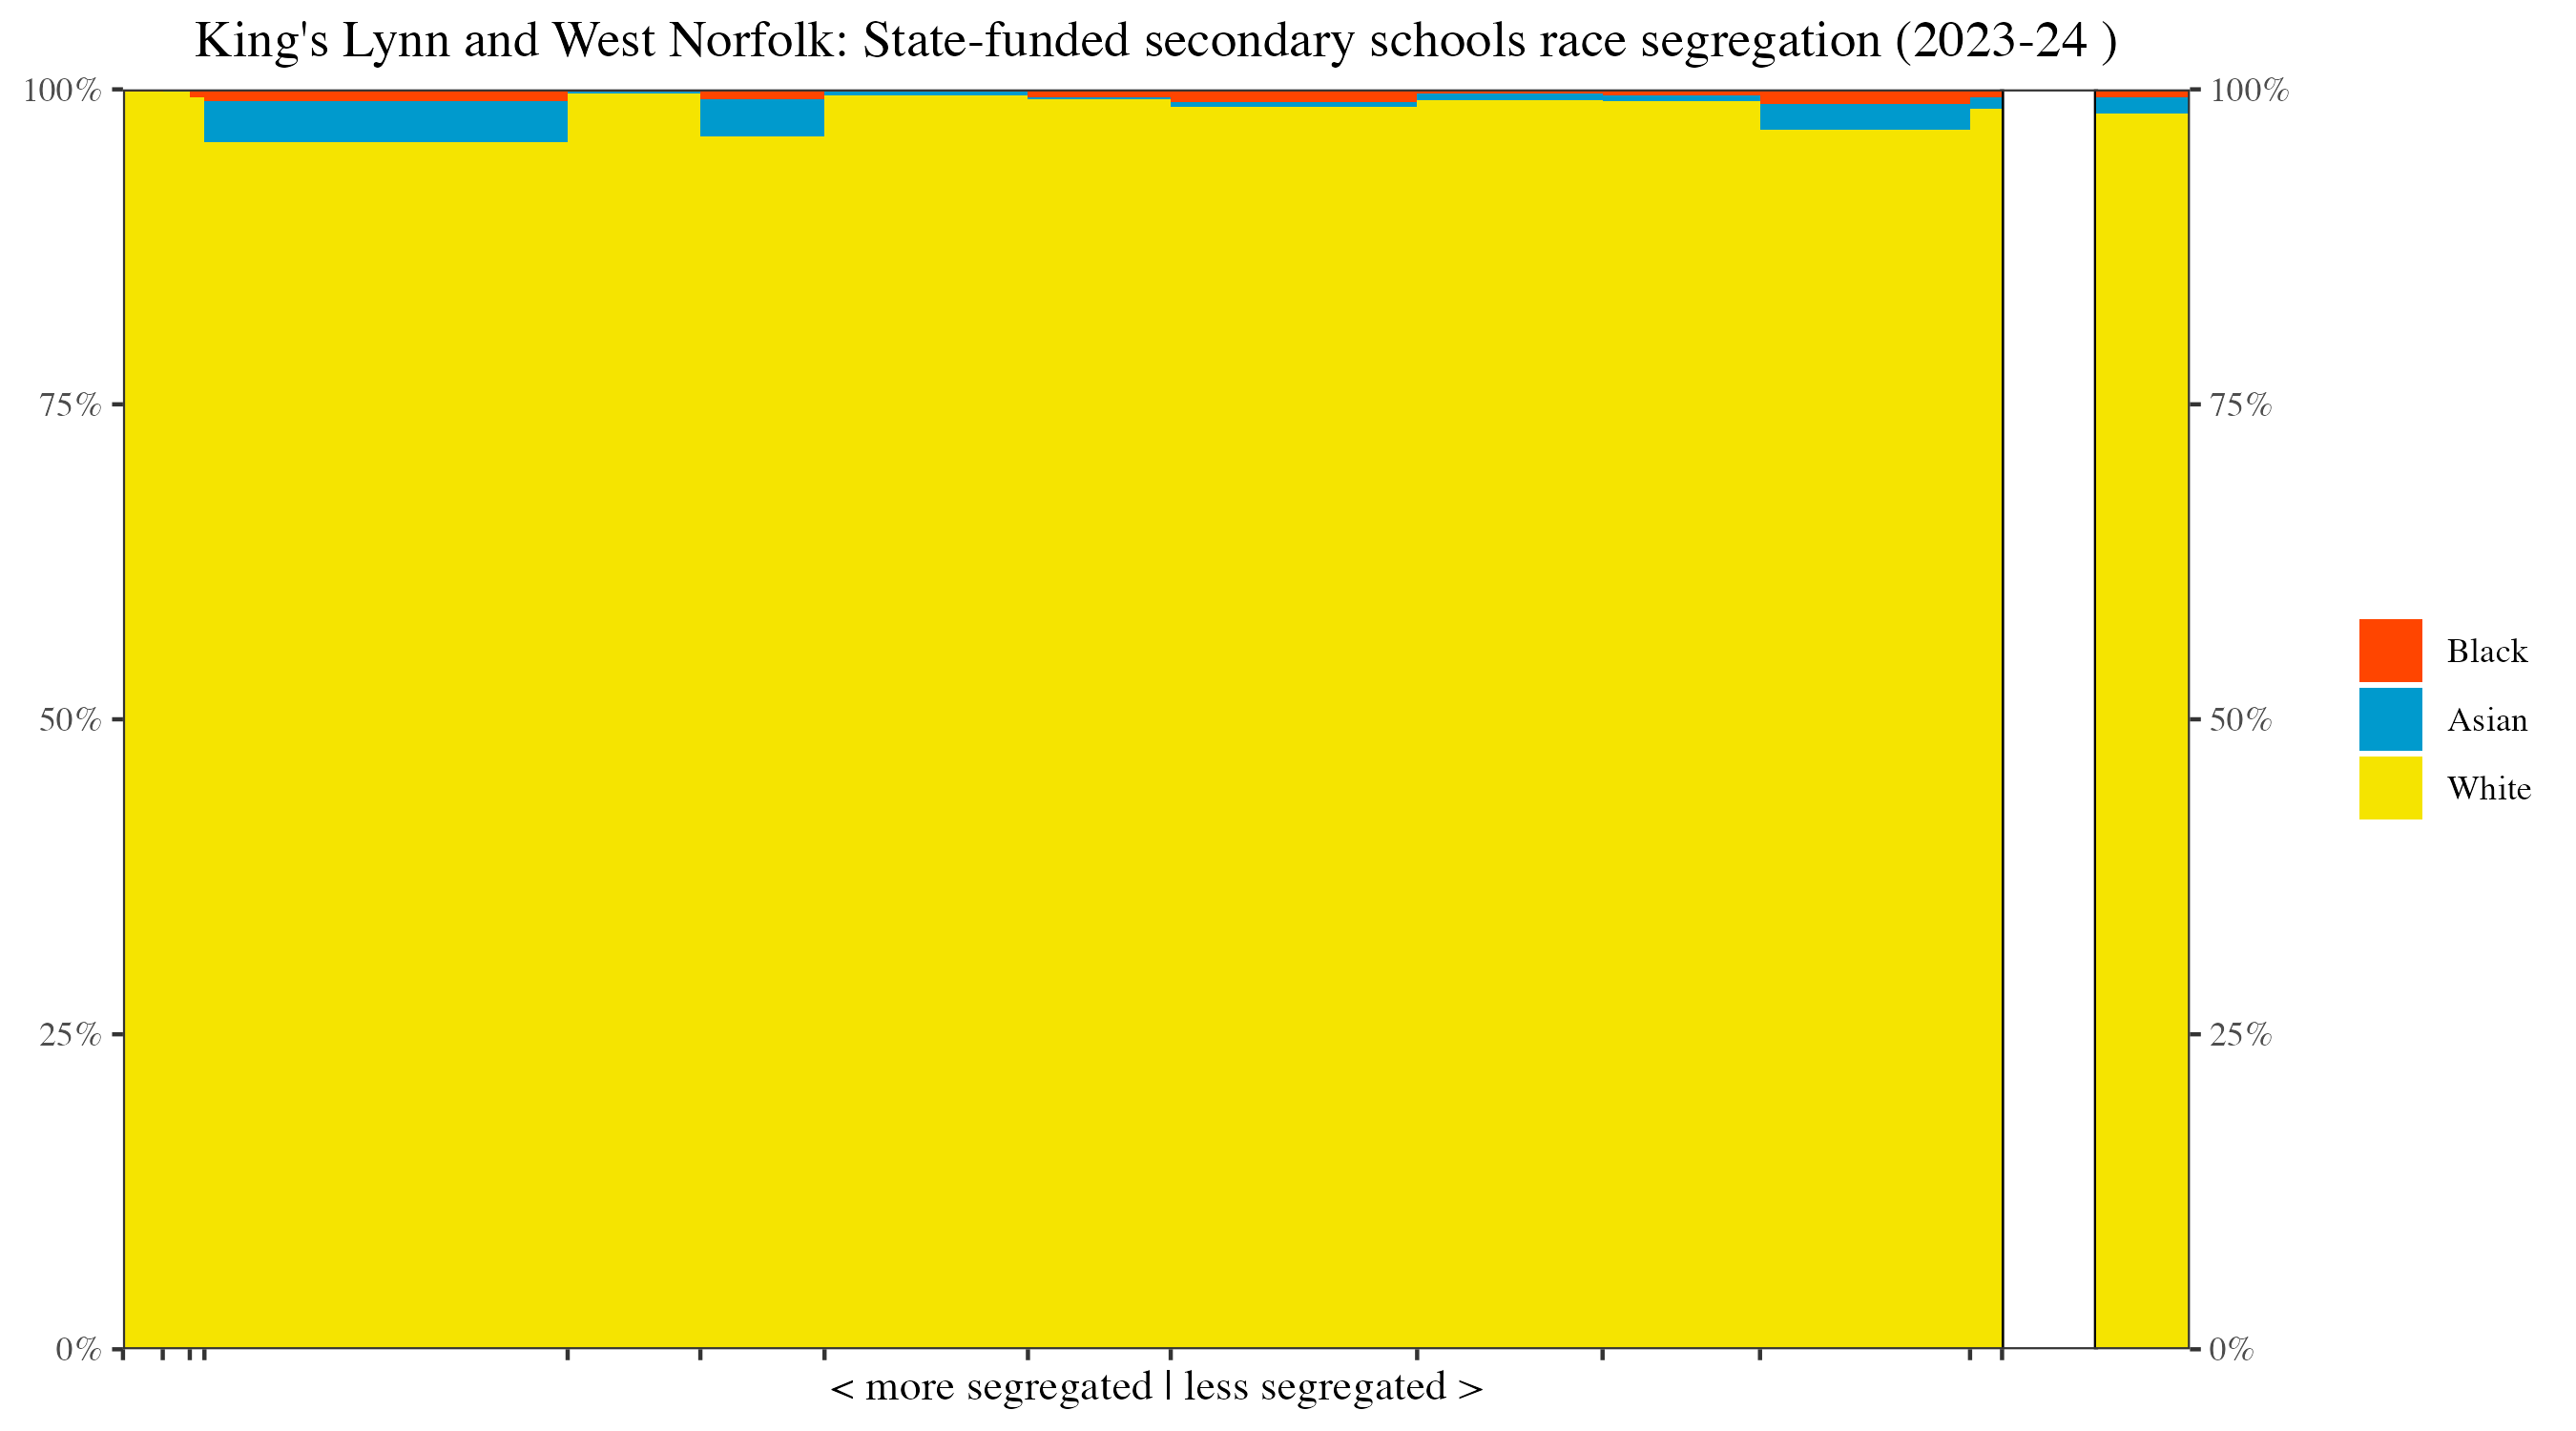 King's Lynn and West Norfolk: State-funded secondary schools race segregation (2023-24 )
100%
75%
50%
25%
0%
100%
75%
50%
25%
0%
Black
Asian
White
< more segregated | less segregated >